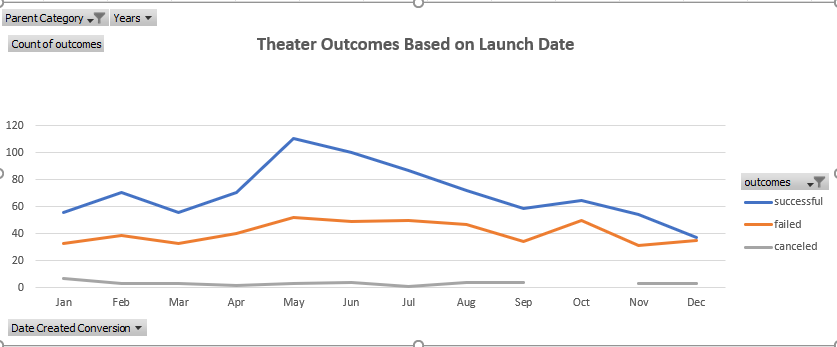 Parent Category Years
Count of outcomes
Theater Outcomes Based on Launch Date
120
100
80
60
40
20
0
Jan Feb Mar Apr May Jun Jul Aug Sep Oct Nov Dec
outcomes
successful
failed
canceled
Date Created Conversion